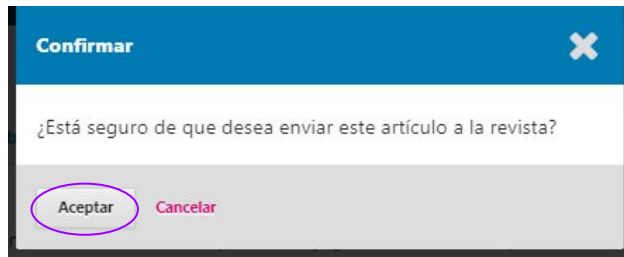 Confirmar
¿Está seguro de que desea enviar este artículo a la revista?
Aceptar Cancelar